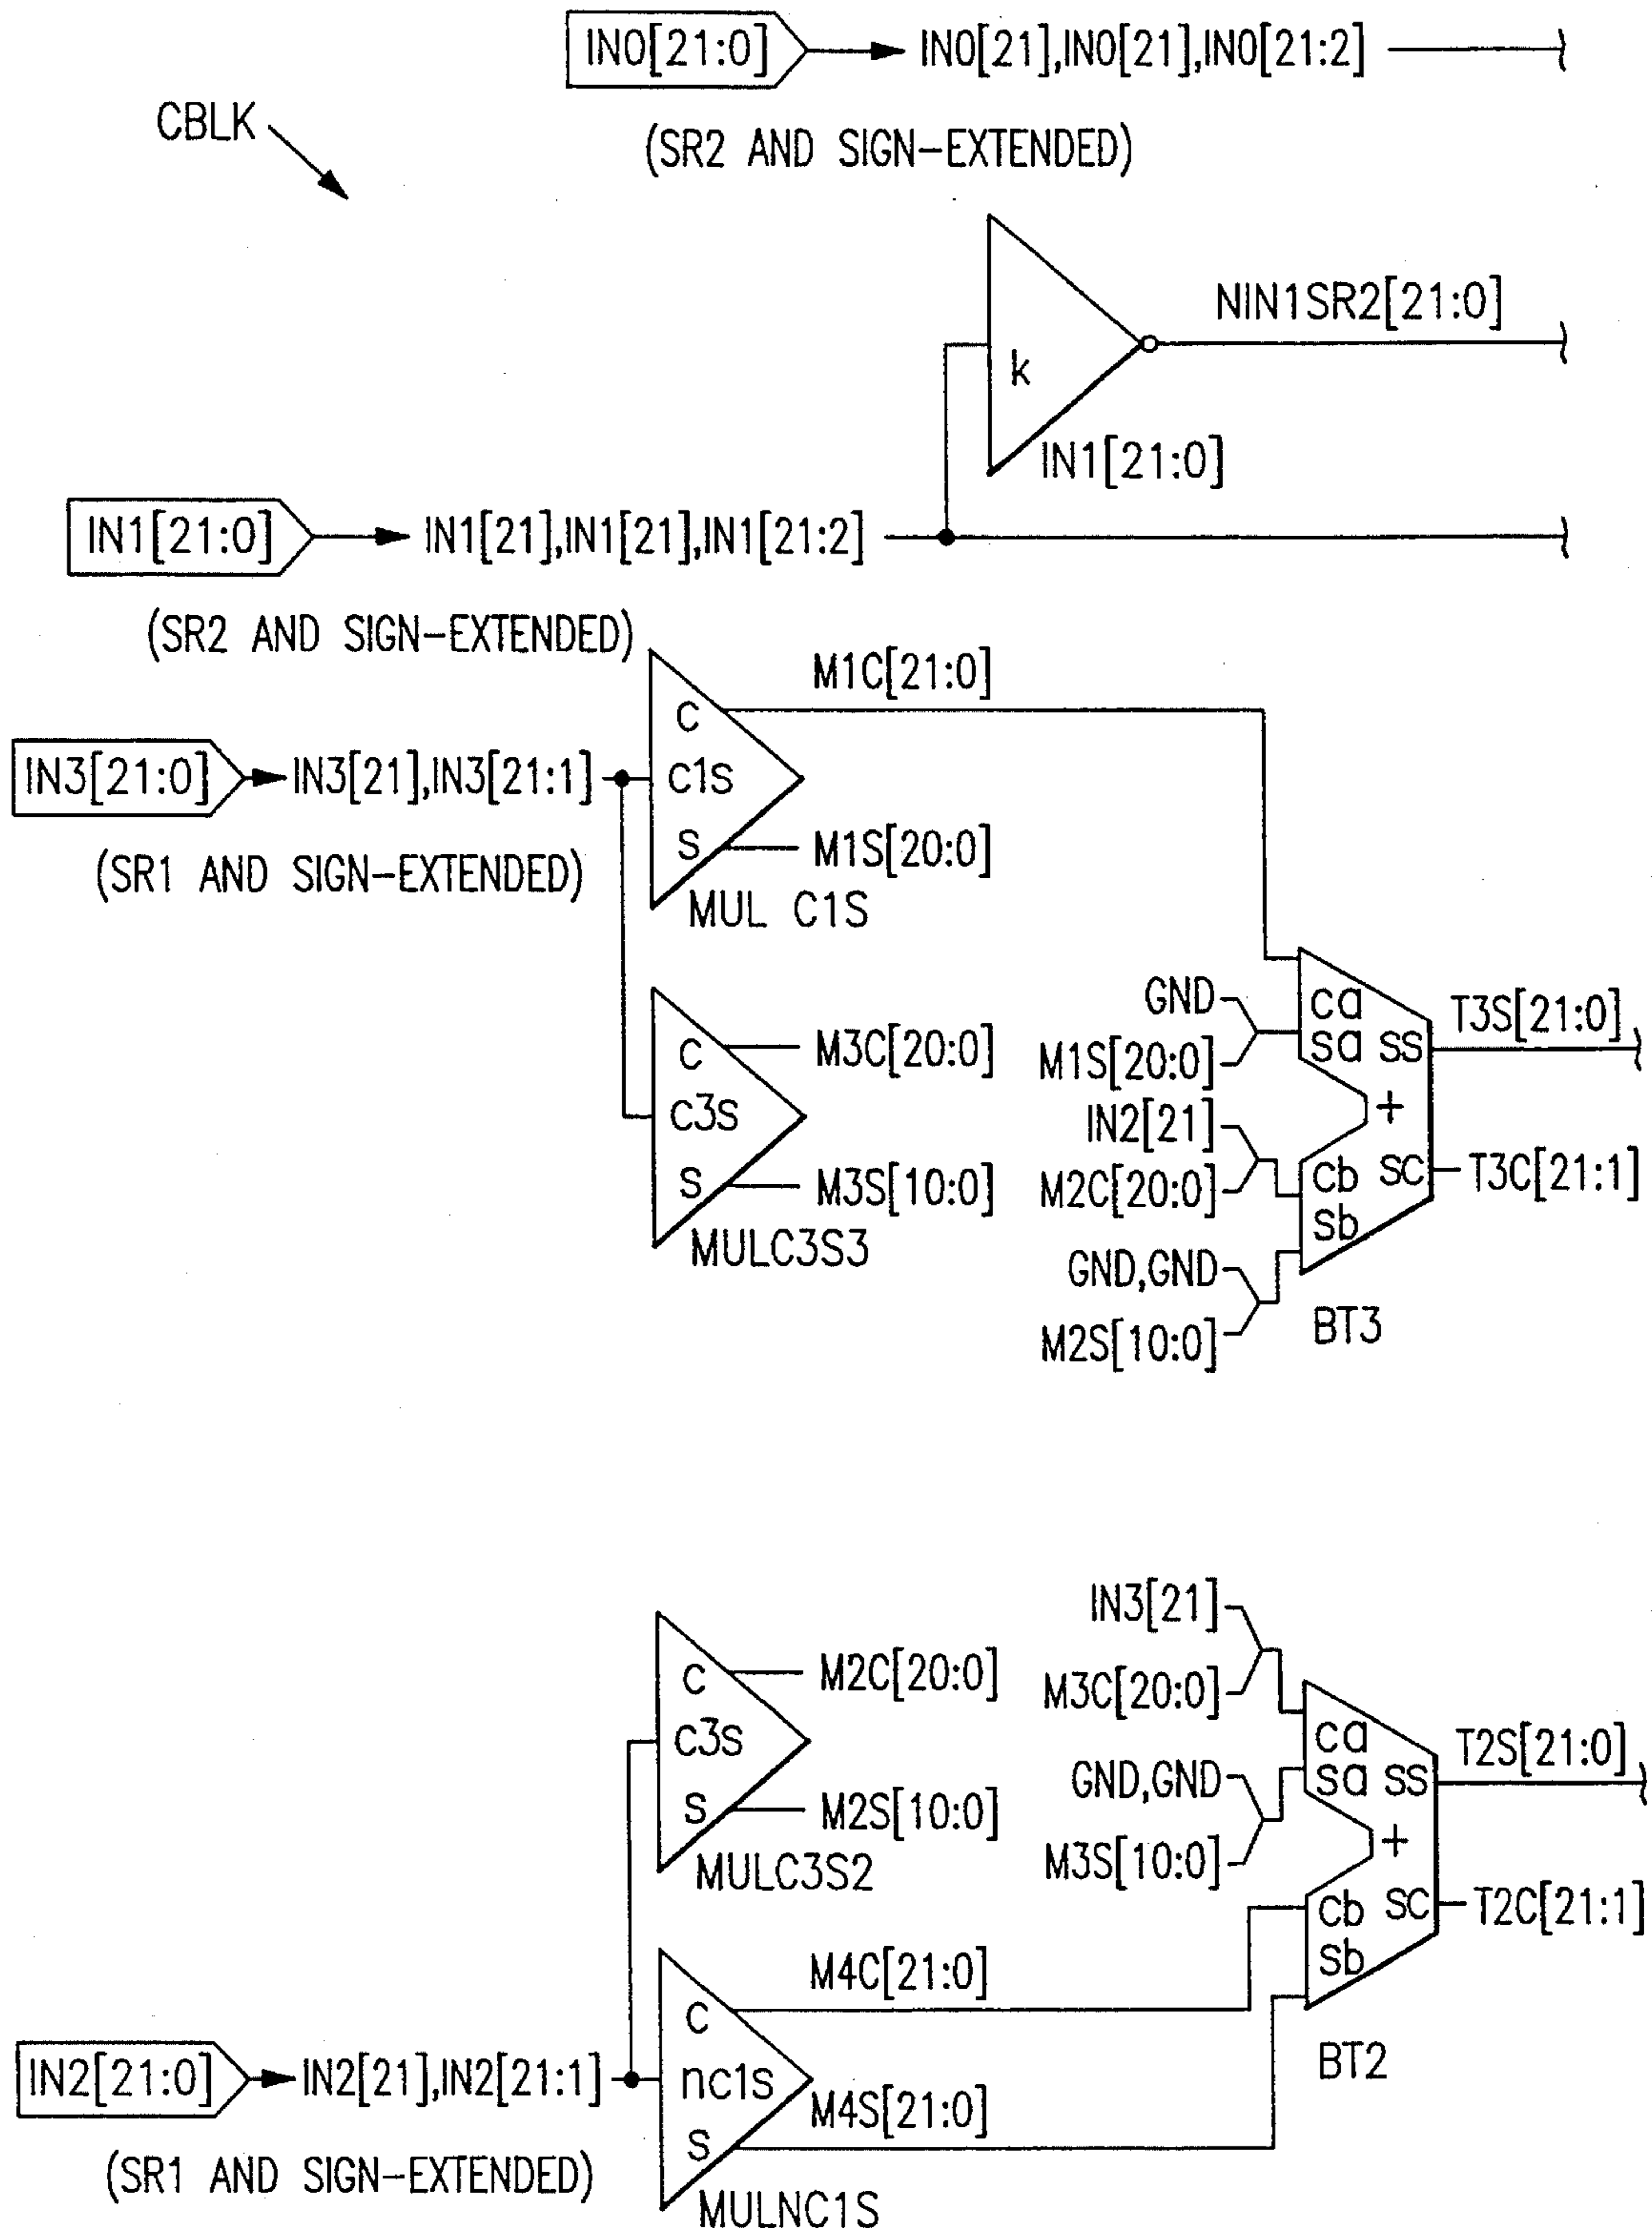 IN0[21:0]
IN0[21],IN0[21],IN0[21:2]
(SR2 AND SIGN-EXTENDED)
CBLK
NIN1SR2[21:0]
k
IN1[21:0]
IN1[21:0]
IN1[21],IN1[21],IN1[21:2]
(SR2 AND SIGN-EXTENDED)
M1C[21:0]
C
IN3[21:0]
IN3[21],IN3[21:1]
c1s
S
M1S[20:0]
(SR1 AND SIGN-EXTENDED)
MUL C1S
C
M3C[20:0]
c3s
S
M3S[10:0]
MULC3S3
GND
M1S[20:0]
IN2[21]
M2C[20:0]
GND,GND
M2S[10:0]
ca
sa SS
+
cb SC
sb
T3S[21:0]
T3C[21:1]
BT3
C
M2C[20:0]
c3s
S
M2S[10:0]
MULC3S2
IN3[21]
M3C[20:0]
GND,GND
M3S[10:0]
ca
sa SS
+
cb SC
sb
T2S[21:0]
T2C[21:1]
BT2
M4C[21:0]
C
IN2[21:0]
IN2[21],IN2[21:1]
nc1s
M4S[21:0]
S
(SR1 AND SIGN-EXTENDED)
MULNC1S